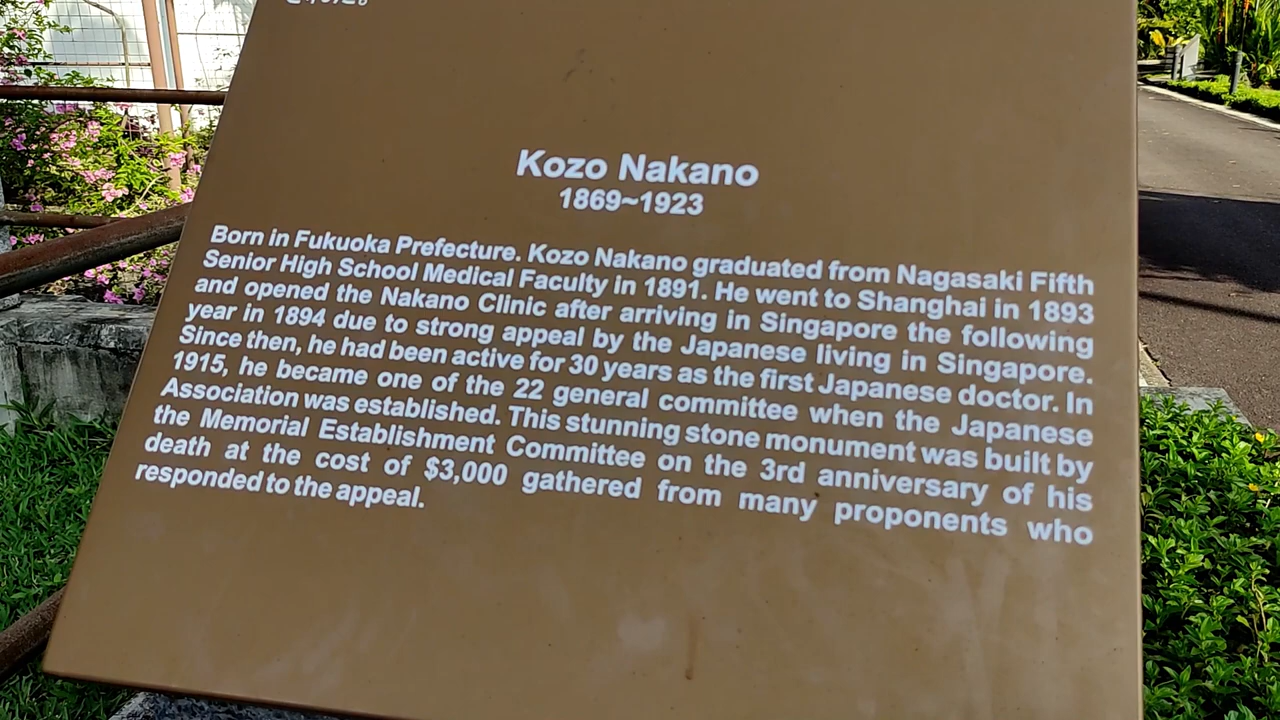 Kozo Nakano
1869~1923
Born in Fukuoka Prefecture. Kozo Nakano graduated from Nagasaki Fifth
Senior High School Medical Faculty in 1891. He went to Shanghai in 1893
and opened the Nakano Clinic after arriving in Singapore the following
year in 1894 due to strong appeal by the Japanese living in Singapore.
Since then, he had been active for 30 years as the first Japanese doctor. In
1915, he became one of the 22 general committee when the Japanese
Association was established. This stunning stone monument was built by
the Memorial Establishment Committee on the 3rd anniversary of his
death at the cost of $3,000 gathered from many proponents who
responded to the appeal.